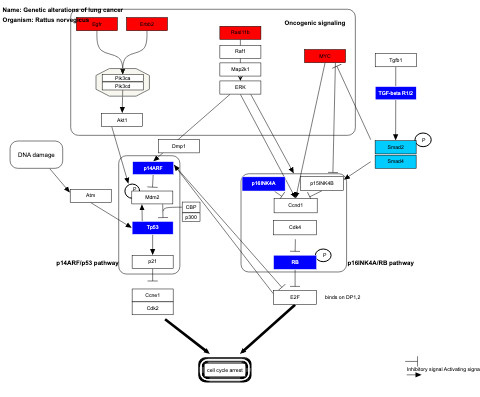 Name: Genetic alterations of lung cancer
Organism: Rattus norvegicus
Oncogenic signaling
Raf1
Map2k1
ERK
Tgfb1
Pik3ca
Pik3cd
TGF-beta R1/2
Akt1
P
Smad2
Smad4
Dmp1
DNA damage
p14ARF
P
p16INK4A
p15INK4B
Atm
Mdm2
CBP
p300
Ccnd1
Tp53
Cdk4
P
p21
RB
p14ARF/p53 pathway
p16INK4A/RB pathway
Ccne1
Cdk2
E2F
binds on DP1,2
cell cycle arrest
Inhibitory signal Activating signa